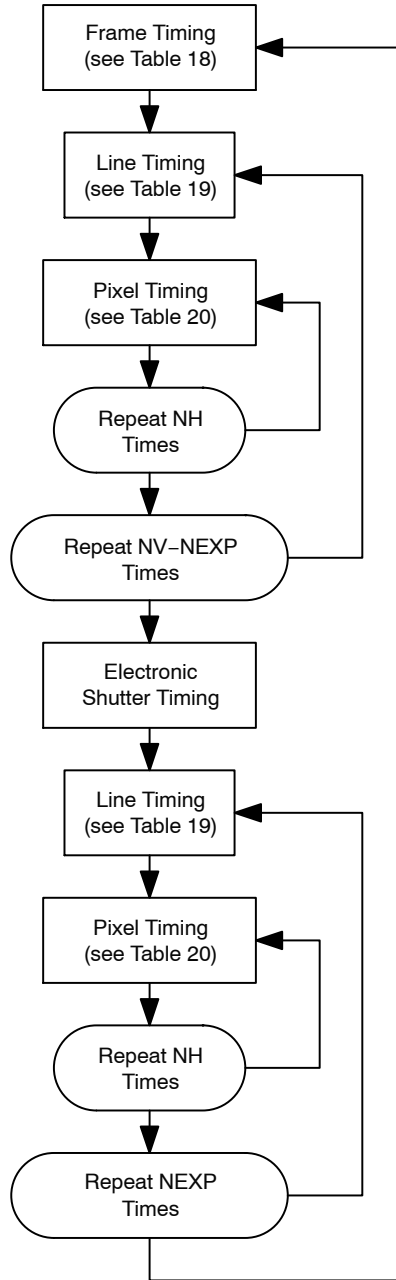 Frame Timing
(see Table 18)
Line Timing
(see Table 19)
Pixel Timing
(see Table 20)
Repeat NH
Times
Repeat NV−NEXP
Times
Electronic
Shutter Timing
Line Timing
(see Table 19)
Pixel Timing
(see Table 20)
Repeat NH
Times
Repeat NEXP
Times